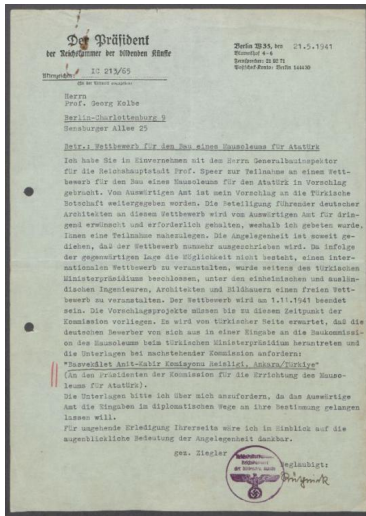 Der Präsident
der Reichskammer der bildenden Künste
Berlin W 35, den 21.5.1941
Blumeshof 4-6
Aktenzeichen: 213/65
Herrn
Prof. Georg Kolbe
Berlin-Charlottenburg 9
Sensburger Allee 25
Betr.: Wettbewerb für den Bau eines Mausoleums für Atatürk
Ich habe Sie in Einvernehmen mit dem Herrn Generalbauinspektor
für die Reichshauptstadt Prof. Speer zur Teilnahme an einem Wett-
bewerb für den Bau eines Mausoleums für den Atatürk in Vorschlag
gebracht. Vom Auswärtigen Amt ist mein Vorschlag an die Türkische
Botschaft weitergegeben worden. Die Beteiligung führender deutscher
Architekten an diesem Wettbewerb wird vom Auswärtigen Amt für drin-
gend erwünscht und erforderlich gehalten, weshalb ich gebeten wurde,
Ihnen eine Teilnahme nahezulegen. Die Angelegenheit ist soweit ge-
diehen, daß der Wettbewerb nunmehr ausgeschrieben wird. Da infolge
der gegenwärtigen Lage die Möglichkeit nicht besteht, einen inter-
nationalen Wettbewerb zu veranstalten, wurde seitens des türkischen
Ministerpräsidiums beschlossen, unter den einheimischen und auslän-
dischen Ingenieuren, Architekten und Bildhauern einen freien Wett-
bewerb zu veranstalten. Der Wettbewerb wird am 1.11.1941 beendet
sein. Die Vorschlagsprojekte müssen bis zu diesem Zeitpunkt der
Kommission vorliegen. Es wird von türkischer Seite erwartet, daß die
deutschen Bewerber von sich aus in einer Eingabe an die Baukommissi-
on des Mausoleums beim türkischen Ministerpräsidium herantreten und
die Unterlagen bei nachstehender Kommission anfordern:
"Basvekâlet Anit-Kabir Komisyonu Reisligi, Ankara/Türkiye"
(An den Präsidenten der Kommission für die Errichtung des Mauso-
leums für Atatürk).
Die Unterlagen bitte ich über mich anzufordern, da das Auswärtige
Amt die Eingaben im diplomatischen Wege an ihre Bestimmung gelangen
lassen will.
Für umgehende Erledigung Ihrerseits wäre ich in Hinblick auf die
augenblickliche Bedeutung der Angelegenheit dankbar.
gez. Ziegler
Beglaubigt: